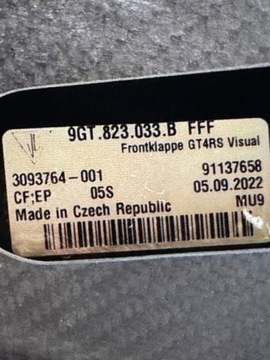 9GT.823.033.B FFF
Frontklappe GT4RS Visual
3093764-001 91137658
CF;EP 05S 05.09.2022
Made in Czech Republic MU9